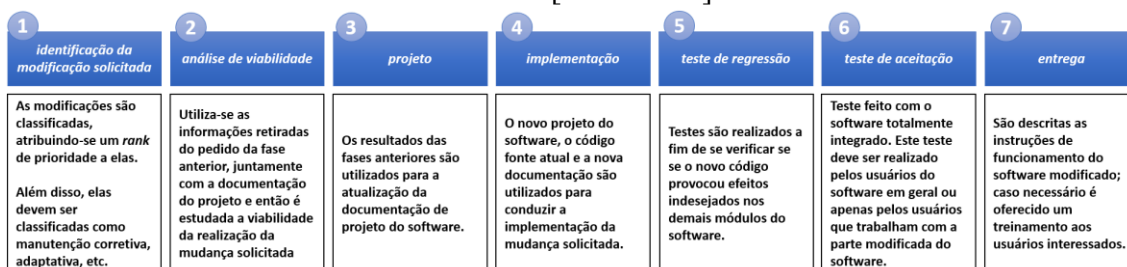 1
identificação da
modificação solicitada
As modificações são
classificadas,
atribuindo-se um rank
de prioridade a elas.
Além disso, elas
devem ser
classificadas como
manutenção corretiva,
adaptativa, etc.
2
análise de viabilidade
Utiliza-se as
informações retiradas
do pedido da fase
anterior, juntamente
com a documentação
do projeto e então é
estudada a viabilidade
da realização da
mudança solicitada
3
projeto
Os resultados das
fases anteriores são
utilizados para a
atualização da
documentação de
projeto do software.
4
implementação
O novo projeto do
software, o código
fonte atual e a nova
documentação são
utilizados para
conduzir a
implementação da
mudança solicitada.
5
teste de regressão
Testes são realizados a
fim de se verificar se
se o novo código
provocou efeitos
indesejados nos
demais módulos do
software.
6
teste de aceitação
Teste feito com o
software totalmente
integrado. Este teste
deve ser realizado
pelos usuários do
software em geral ou
apenas pelos usuários
que trabalham com a
parte modificada do
software.
7
entrega
São descritas as
instruções de
funcionamento do
software modificado;
caso necessário é
oferecido um
treinamento aos
usuários interessados.